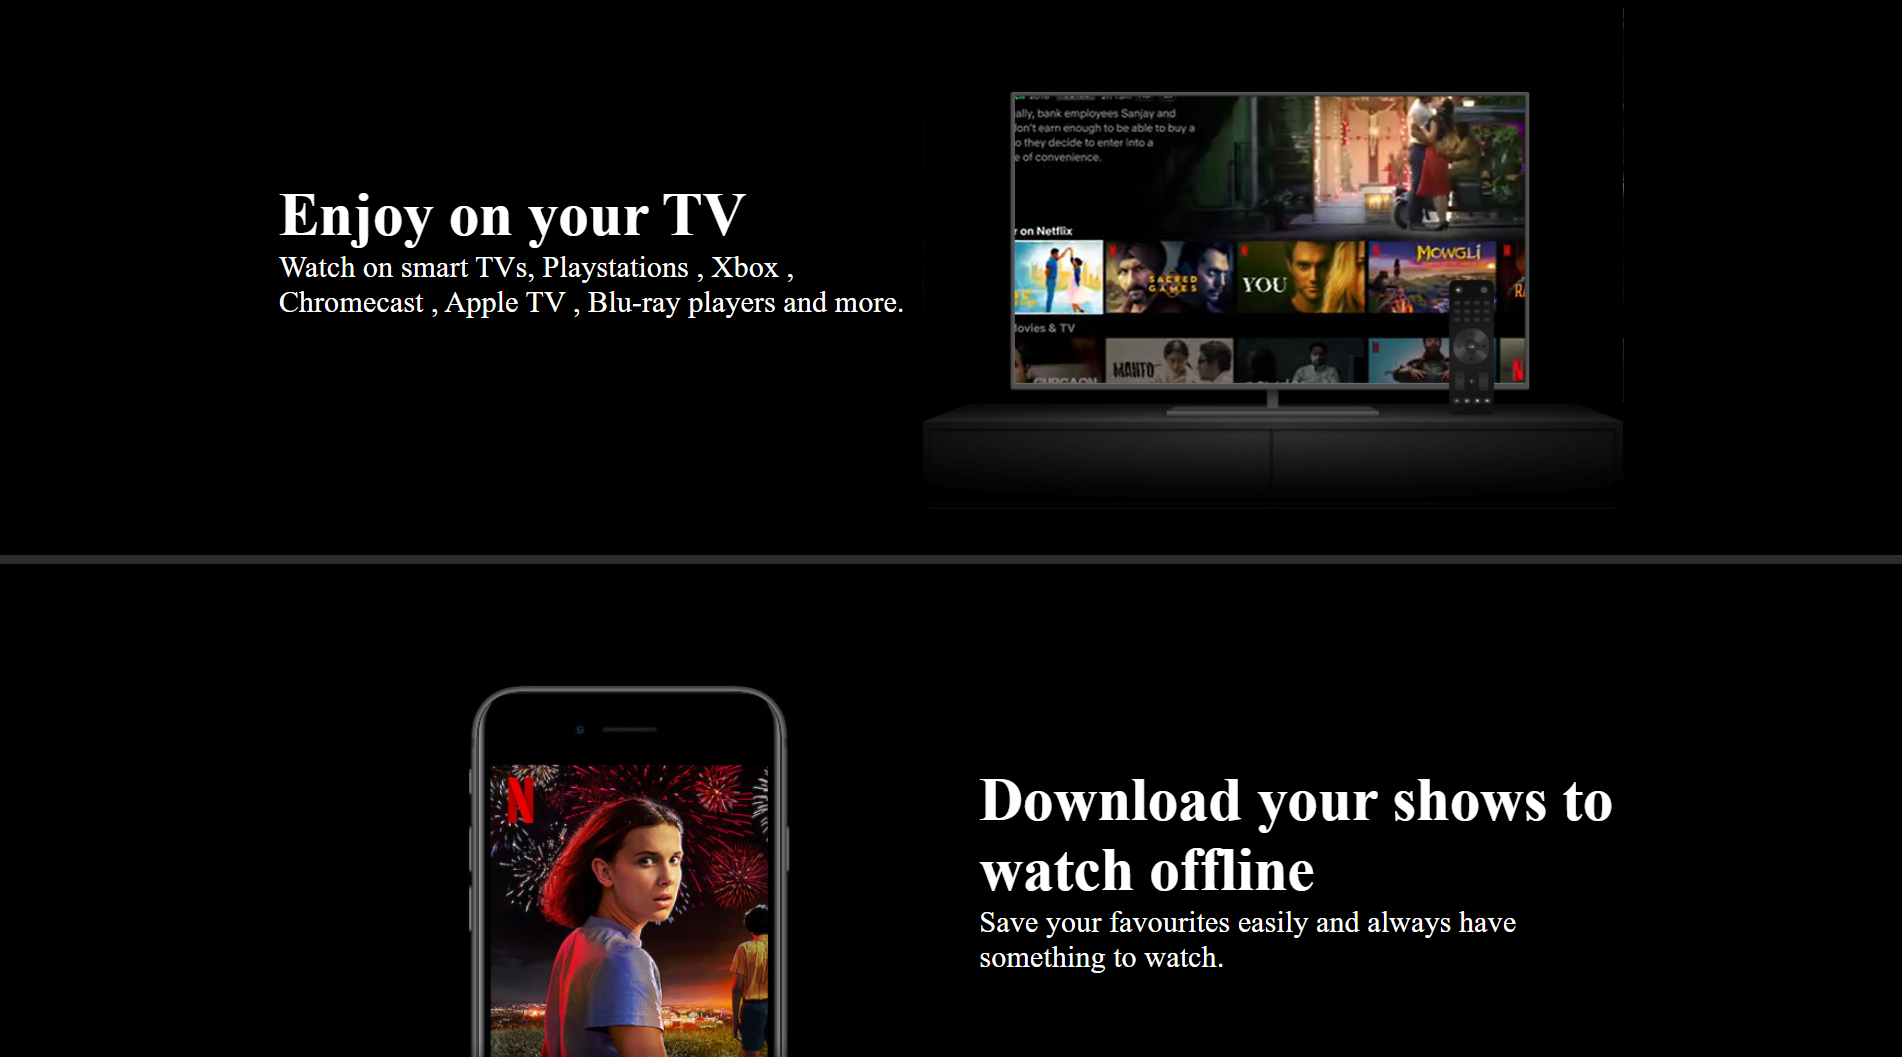 Enjoy on your TV
Watch on smart TVs, Playstations , Xbox ,
Chromecast , Apple TV , Blu-ray players and more.
ally, bank employees Sanjay and
don't earn enough to be able to buy a
o they decide to enter into a
e of convenience.
r on Netflix
SACRED
GAMES
YOU
MOWGLI
Movies & TV
MANTO
GURGAON
Download your shows to
watch offline
Save your favourites easily and always have
something to watch.